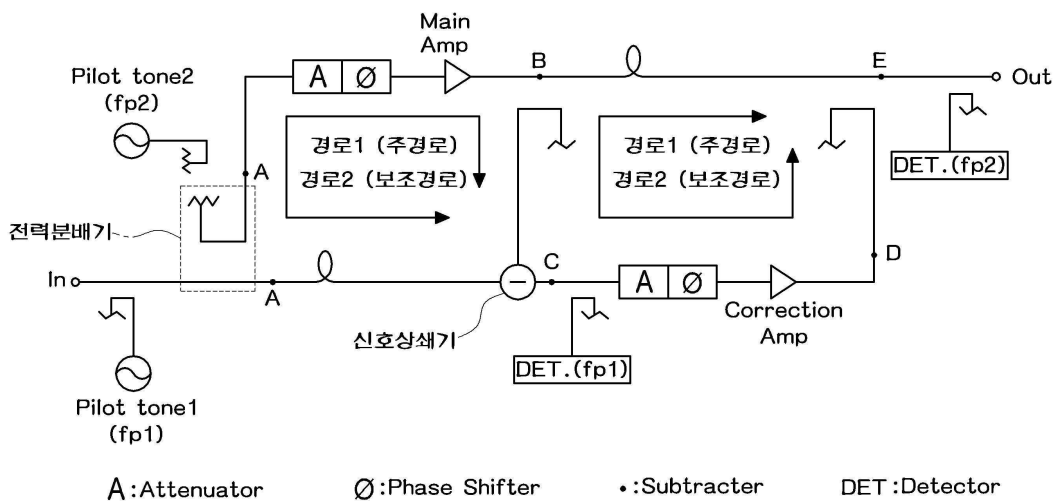 Main
Amp
Pilot tone2
(fp2)
A Ø
B
E
Out
경로1 (주경로)
경로2 (보조경로)
경로1 (주경로)
경로2 (보조경로)
DET.(fp2)
A
전력분배기
In
A
C
D
A Ø
신호상쇄기
Correction
Amp
DET.(fp1)
Pilot tone1
(fp1)
A:Attenuator Ø:Phase Shifter •:Subtracter DET:Detector